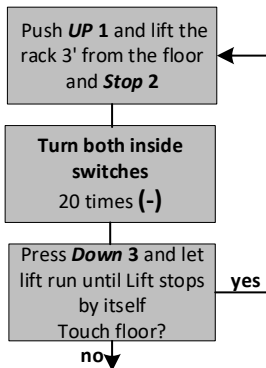 Push UP 1 and lift the
rack 3' from the floor
and Stop 2
Turn both inside
switches
20 times (-)
Press Down 3 and let
lift run until Lift stops
by itself
Touch floor?
yes
no